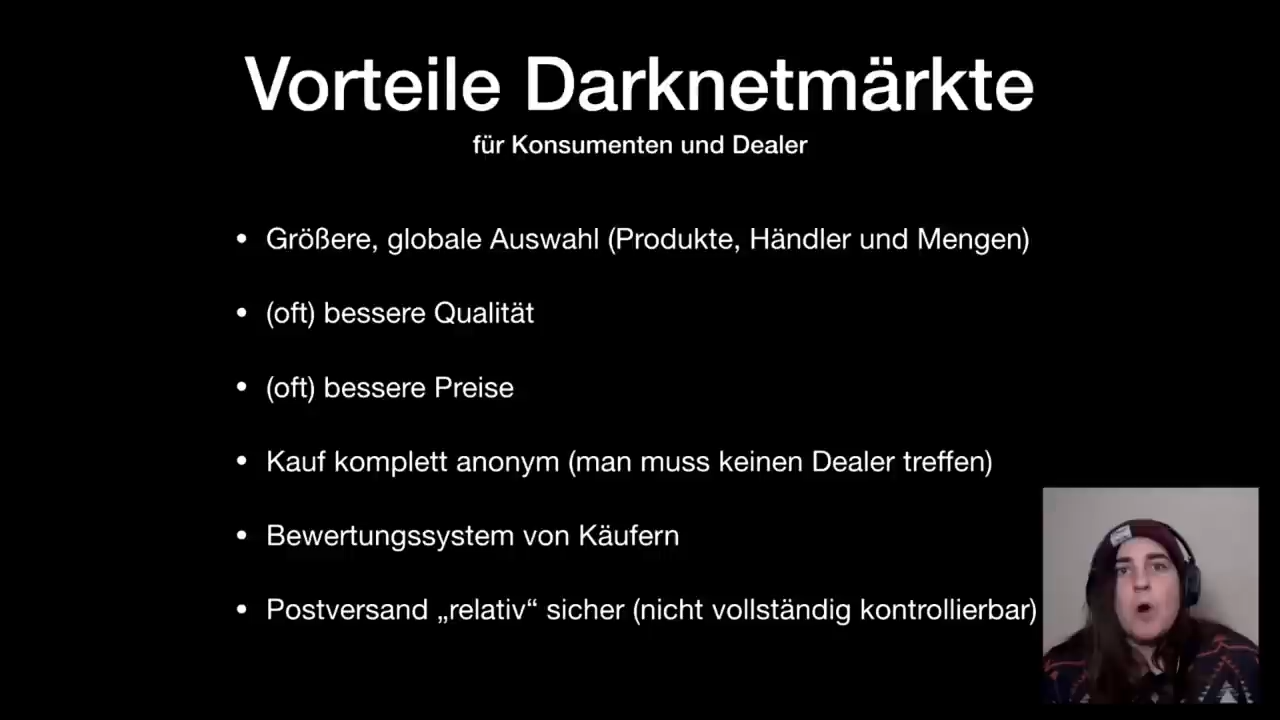 Vorteile Darknetmärkte
für Konsumenten und Dealer
• Größere, globale Auswahl (Produkte, Händler und Mengen)
• (oft) bessere Qualität
• (oft) bessere Preise
• Kauf komplett anonym (man muss keinen Dealer treffen)
• Bewertungssystem von Käufern
• Postversand „relativ“ sicher (nicht vollständig kontrollierbar)